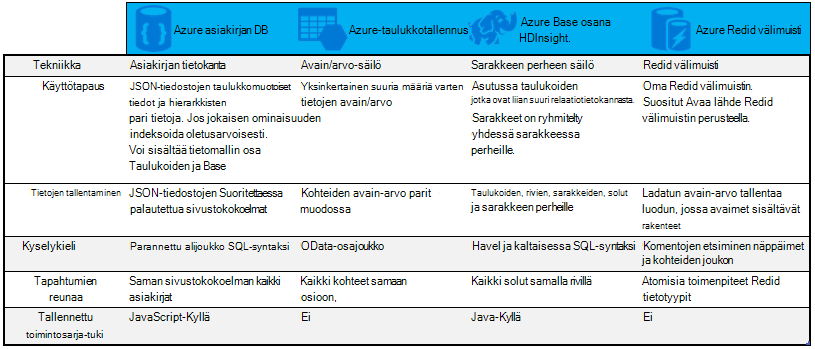 Azure asiakirjan DB
Azure-taulukkotallennus
Azure Base osana
HDInsight.
Azure Redid välimuisti
Tekniikka
Asiakirjan tietokanta
Avain/arvo-säilö
Sarakkeen perheen säilö
Redid välimuisti
Käyttötapaus
JSON-tiedostojen taulukkomuotoiset
tiedot ja hierarkkisten
pari tietoja. Jos jokaisen ominaisuuden
indeksoida oletusarvoisesti.
Voi sisältää tietomallin osa
Taulukoiden ja Base
Yksinkertainen suuria määriä varten
tietojen avain/arvo
Asutussa taulukoiden
jotka ovat liian suuri relaatiotietokannasta.
Sarakkeet on ryhmitelty
yhdessä sarakkeessa
perheille.
Oma Redid välimuistin.
Suositut Avaa lähde Redid
välimuistin perusteella.
Tietojen tallentaminen
JSON-tiedostojen Suoritettaessa
palautettua sivustokokoelmat
Kohteiden avain-arvo parit
muodossa
Taulukoiden, rivien, sarakkeiden, solut
ja sarakkeen perheille
Ladatun avain-arvo tallentaa
luodun, jossa avaimet sisältävät
rakenteet
Kyselykieli
Parannettu alijoukko SQL-syntaksi
OData-osajoukko
Havel ja kaltaisessa SQL-syntaksi
Komentojen etsiminen näppäimet
ja kohteiden joukon
Tapahtumien
reunaa
Saman sivustokokoelman kaikki
asiakirjat
Kaikki kohteet samaan
osioon,
Kaikki solut samalla rivillä
Atomisia toimenpiteet Redid
tietotyypit
Tallennettu
toimintosarja-tuki
JavaScript-Kyllä
Ei
Java-Kyllä
Ei